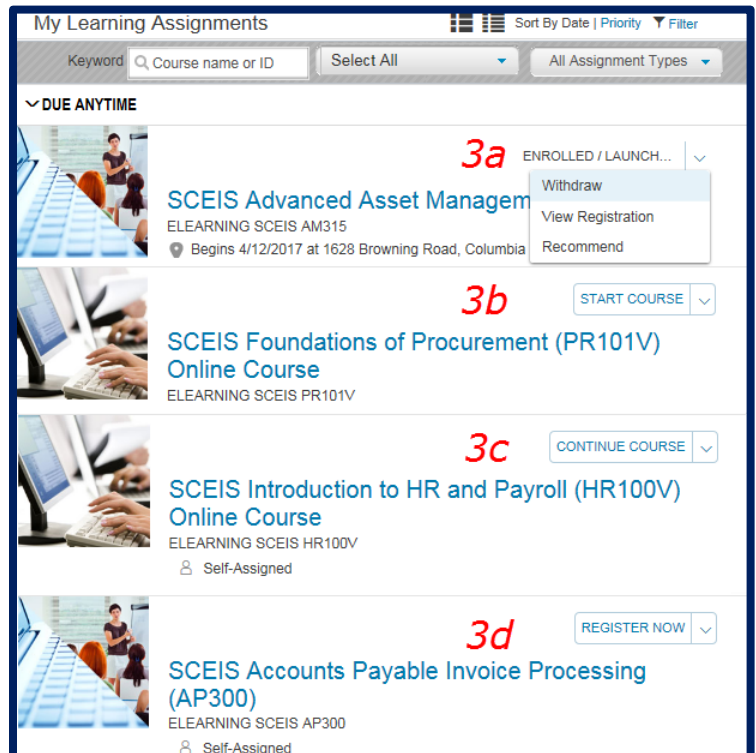 My Learning Assignments Sort By Date | Priority Filter
Keyword Course name or ID Select All All Assignment Types
DUE ANYTIME
3a ENROLLED / LAUNCH...
Withdraw
SCEIS Advanced Asset Managem
View Registration
ELEARNING SCEIS AM315
Recommend
Begins 4/12/2017 at 1628 Browning Road, Columbia
3b START COURSE
SCEIS Foundations of Procurement (PR101V)
Online Course
ELEARNING SCEIS PR101V
3c CONTINUE COURSE
SCEIS Introduction to HR and Payroll (HR100V)
Online Course
ELEARNING SCEIS HR100V
Self-Assigned
3d REGISTER NOW
SCEIS Accounts Payable Invoice Processing
(AP300)
ELEARNING SCEIS AP300
Self-Assigned